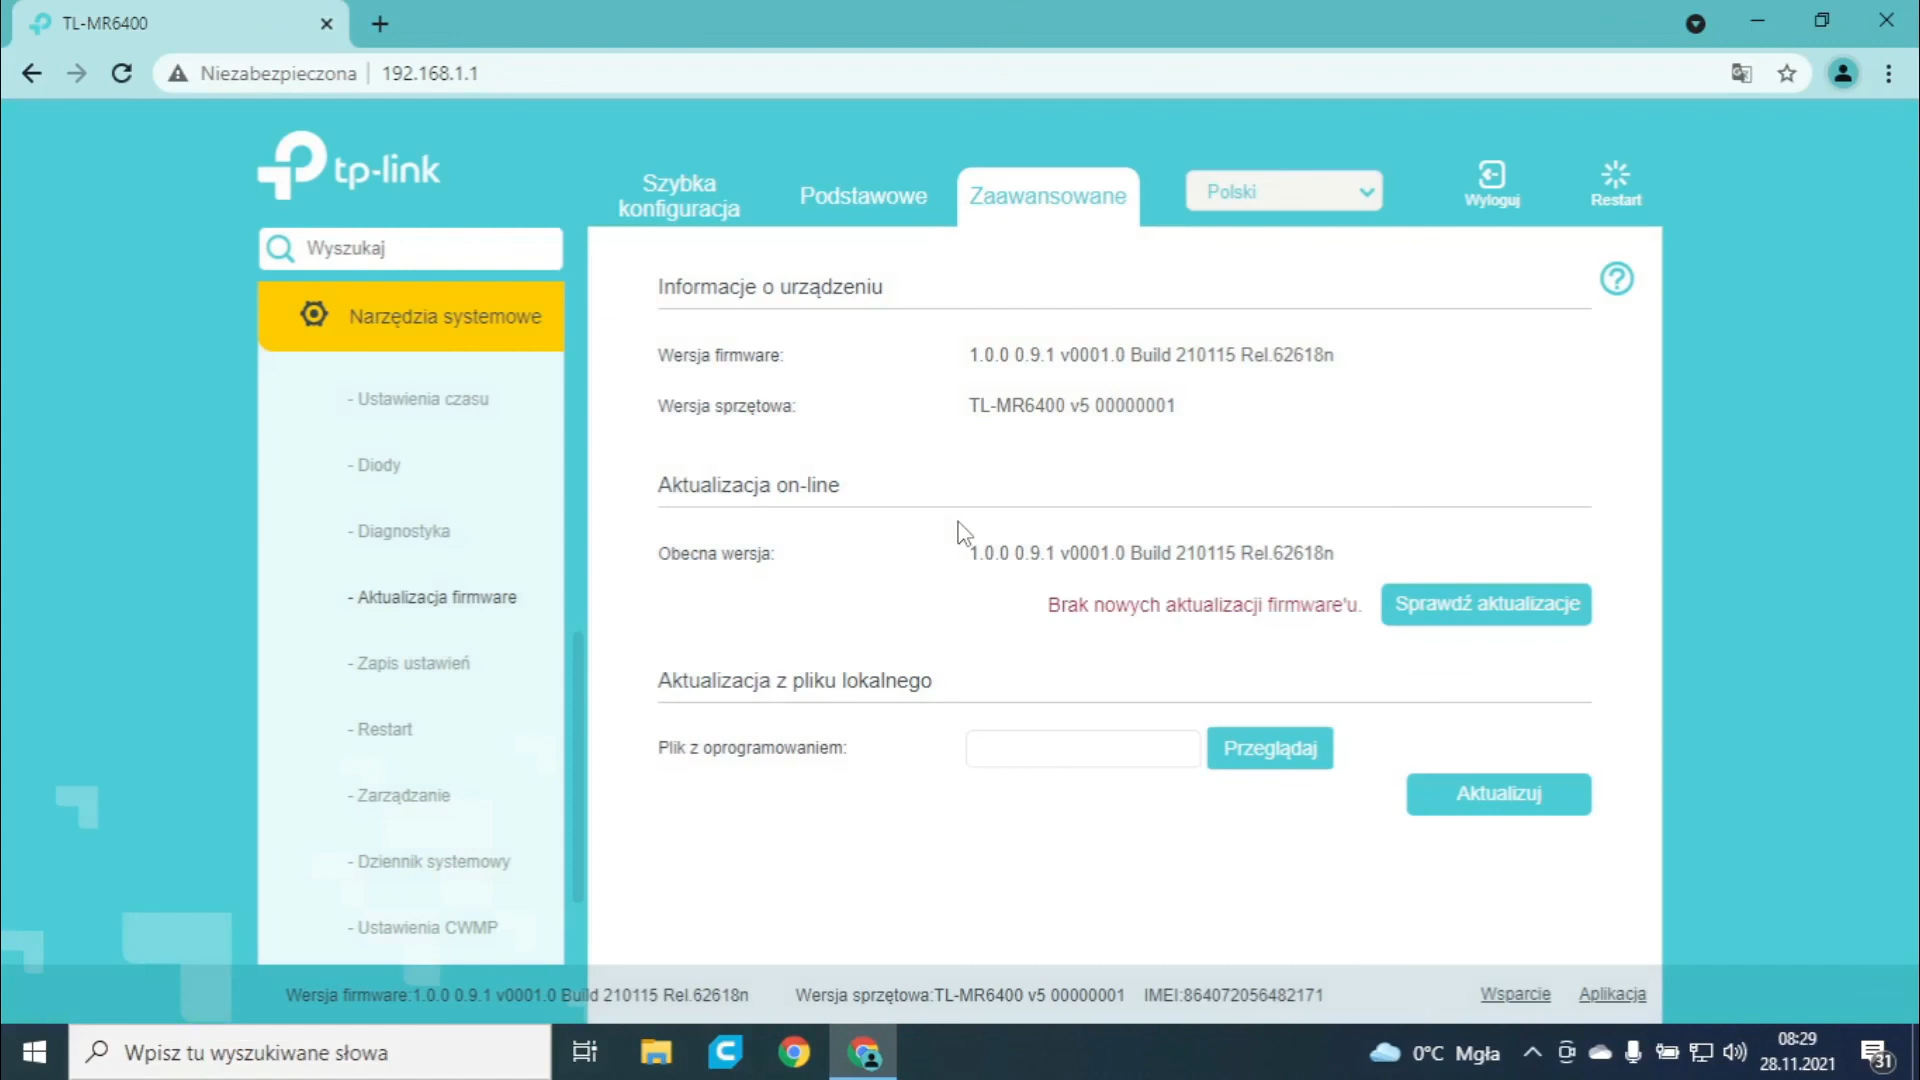 TL-MR6400
Niezabezpieczona
192.168.1.1
tp-link
Szybka
konfiguracja
Podstawowe
Zaawansowane
Polski
Wyloguj
Restart
Wyszukaj
Narzędzia systemowe
- Ustawienia czasu
- Diody
- Diagnostyka
- Aktualizacja firmware
- Zapis ustawień
- Restart
- Zarządzanie
- Dziennik systemowy
- Ustawienia CWMP
Informacje o urządzeniu
Wersja firmware: 1.0.0 0.9.1 v0001.0 Build 210115 Rel.62618n
Wersja sprzętowa: TL-MR6400 v5 00000001
Aktualizacja on-line
Obecna wersja: 1.0.0 0.9.1 v0001.0 Build 210115 Rel.62618n
Brak nowych aktualizacji firmware'u. Sprawdź aktualizacje
Aktualizacja z pliku lokalnego
Plik z oprogramowaniem: Przeglądaj
Aktualizuj
Wersja firmware:1.0.0 0.9.1 v0001.0 Build 210115 Rel.62618n Wersja sprzętowa:TL-MR6400 v5 00000001 IMEI:864072056482171 Wsparcie Aplikacja
Wpisz tu wyszukiwane słowa
0°C Mgła
08:29
28.11.2021
31